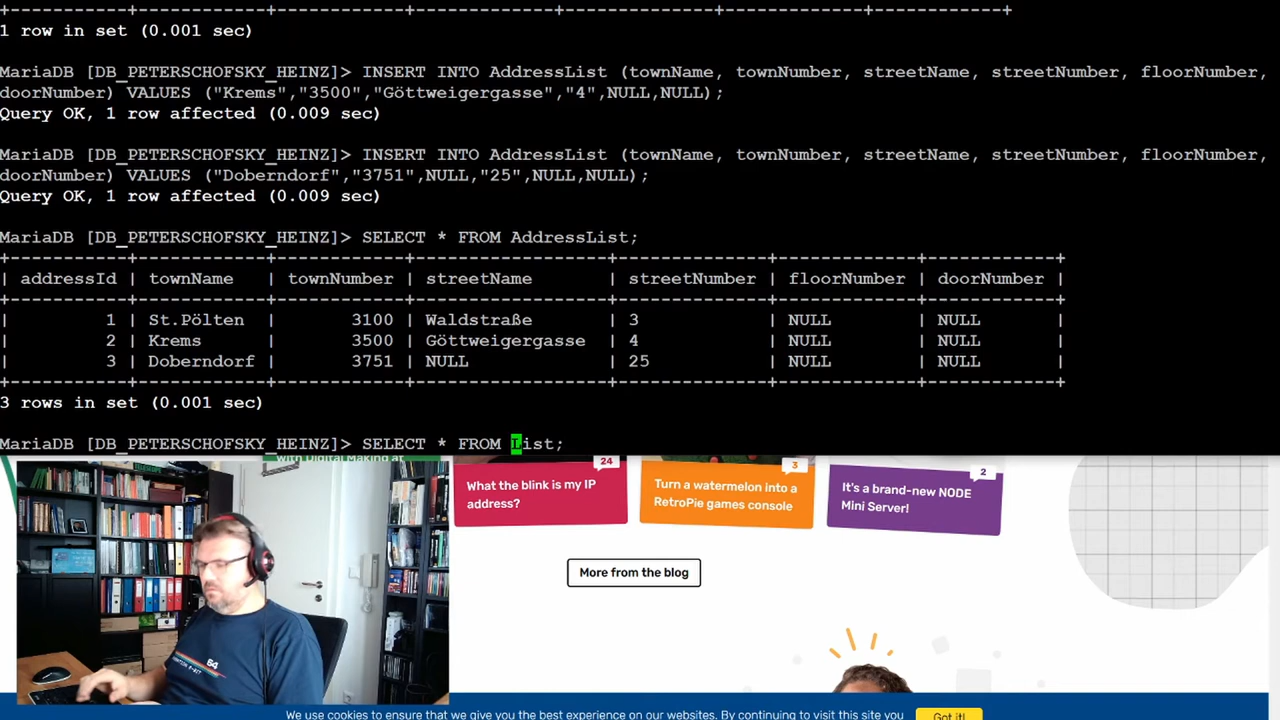 +-----------+------------+------------+------------------+--------------+-------------+------------+
1 row in set (0.001 sec)
MariaDB [DB_PETERSCHOFSKY_HEINZ]> INSERT INTO AddressList (townName, townNumber, streetName, streetNumber, floorNumber,
doorNumber) VALUES ("Krems","3500","Göttweigergasse","4",NULL,NULL);
Query OK, 1 row affected (0.009 sec)
MariaDB [DB_PETERSCHOFSKY_HEINZ]> INSERT INTO AddressList (townName, townNumber, streetName, streetNumber, floorNumber,
doorNumber) VALUES ("Doberndorf","3751",NULL,"25",NULL,NULL);
Query OK, 1 row affected (0.009 sec)
MariaDB [DB_PETERSCHOFSKY_HEINZ]> SELECT * FROM AddressList;
| addressId | townName   | townNumber | streetName       | streetNumber | floorNumber | doorNumber |
|         1 | St.Pölten  |       3100 | Waldstraße       | 3            | NULL        | NULL       |
|         2 | Krems      |       3500 | Göttweigergasse  | 4            | NULL        | NULL       |
|         3 | Doberndorf |       3751 | NULL             | 25           | NULL        | NULL       |
3 rows in set (0.001 sec)
MariaDB [DB_PETERSCHOFSKY_HEINZ]> SELECT * FROM List;
with Digital Making at
24
What the blink is my IP
address?
3
Turn a watermelon into a
RetroPie games console
2
It's a brand-new NODE
Mini Server!
More from the blog
64
We use cookies to ensure that we give you the best experience on our websites. By continuing to visit this site you
Got it!